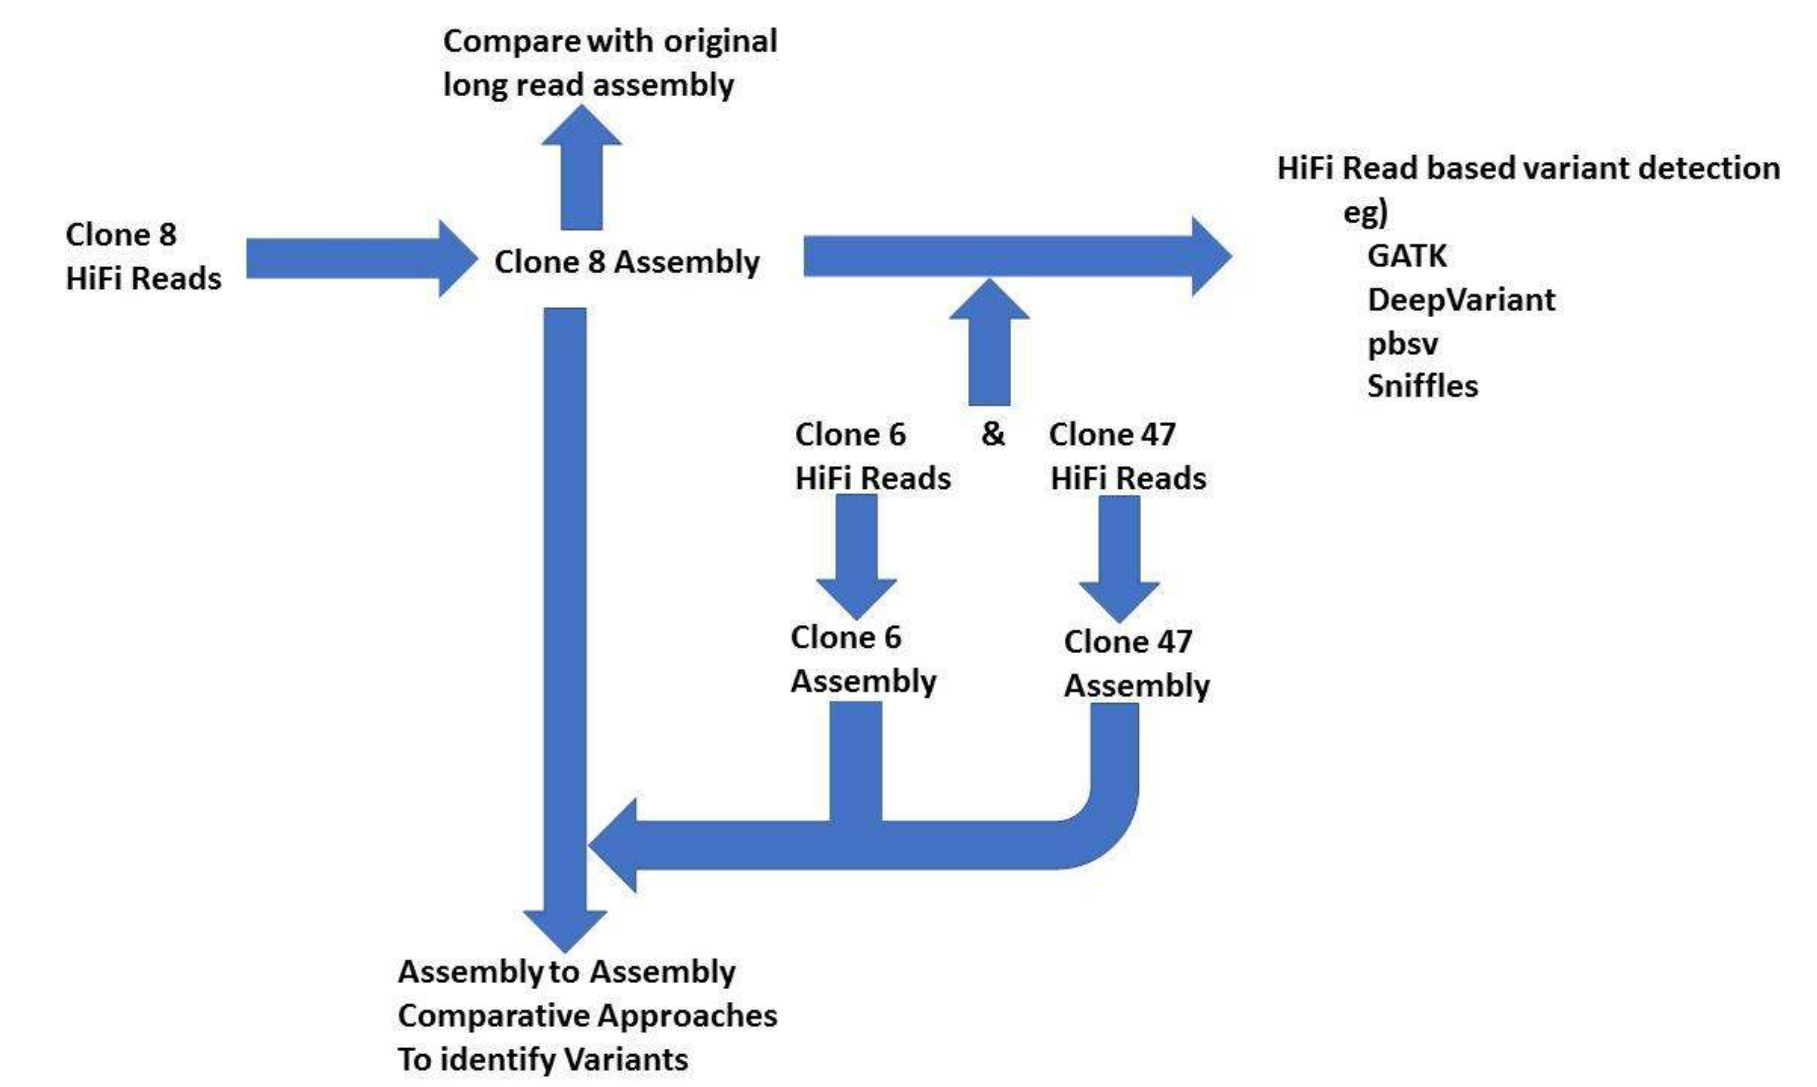 Compare with original
long read assembly
HiFi Read based variant detection
eg)
GATK
DeepVariant
pbsv
Sniffles
Clone 8
HiFi Reads
Clone 8 Assembly
Clone 6 & Clone 47
HiFi Reads HiFi Reads
Clone 6
Assembly
Clone 47
Assembly
Assembly to Assembly
Comparative Approaches
To identify Variants